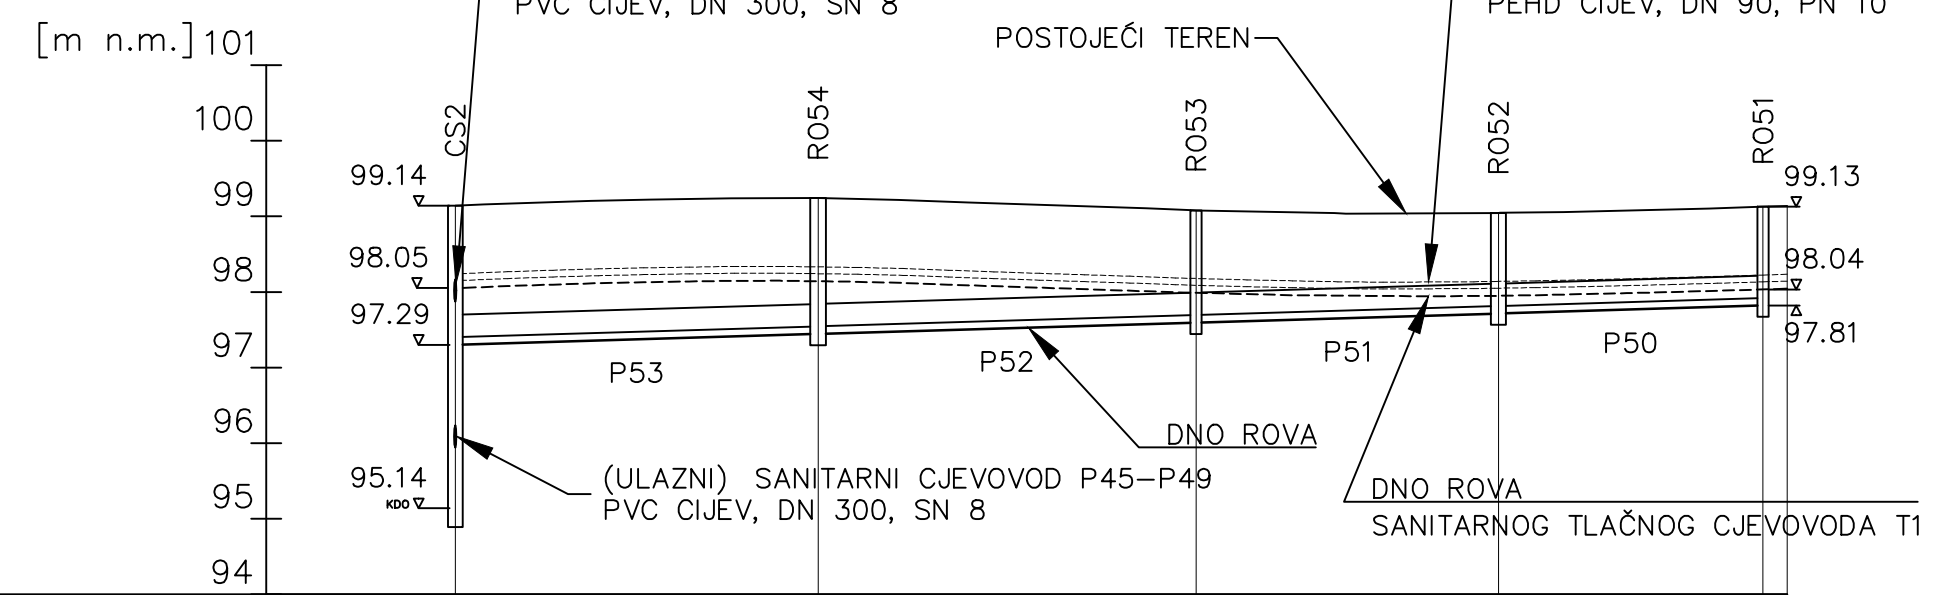 PVC CIJEV, DN 300, SN 8
PEHD CIJEV, DN 90, PN 10
[m n.m.] 101
POSTOJEĆI TEREN
100
CS2
RO54
RO53
RO52
RO51
99.14
99.13
99
98.05
98.04
98
97.29
97.81
97
P53
P52
P51
P50
96
DNO ROVA
95.14
KDO
(ULAZNI) SANITARNI CJEVOVOD P45-P49
PVC CIJEV, DN 300, SN 8
DNO ROVA
SANITARNOG TLAČNOG CJEVOVODA T1
95
94